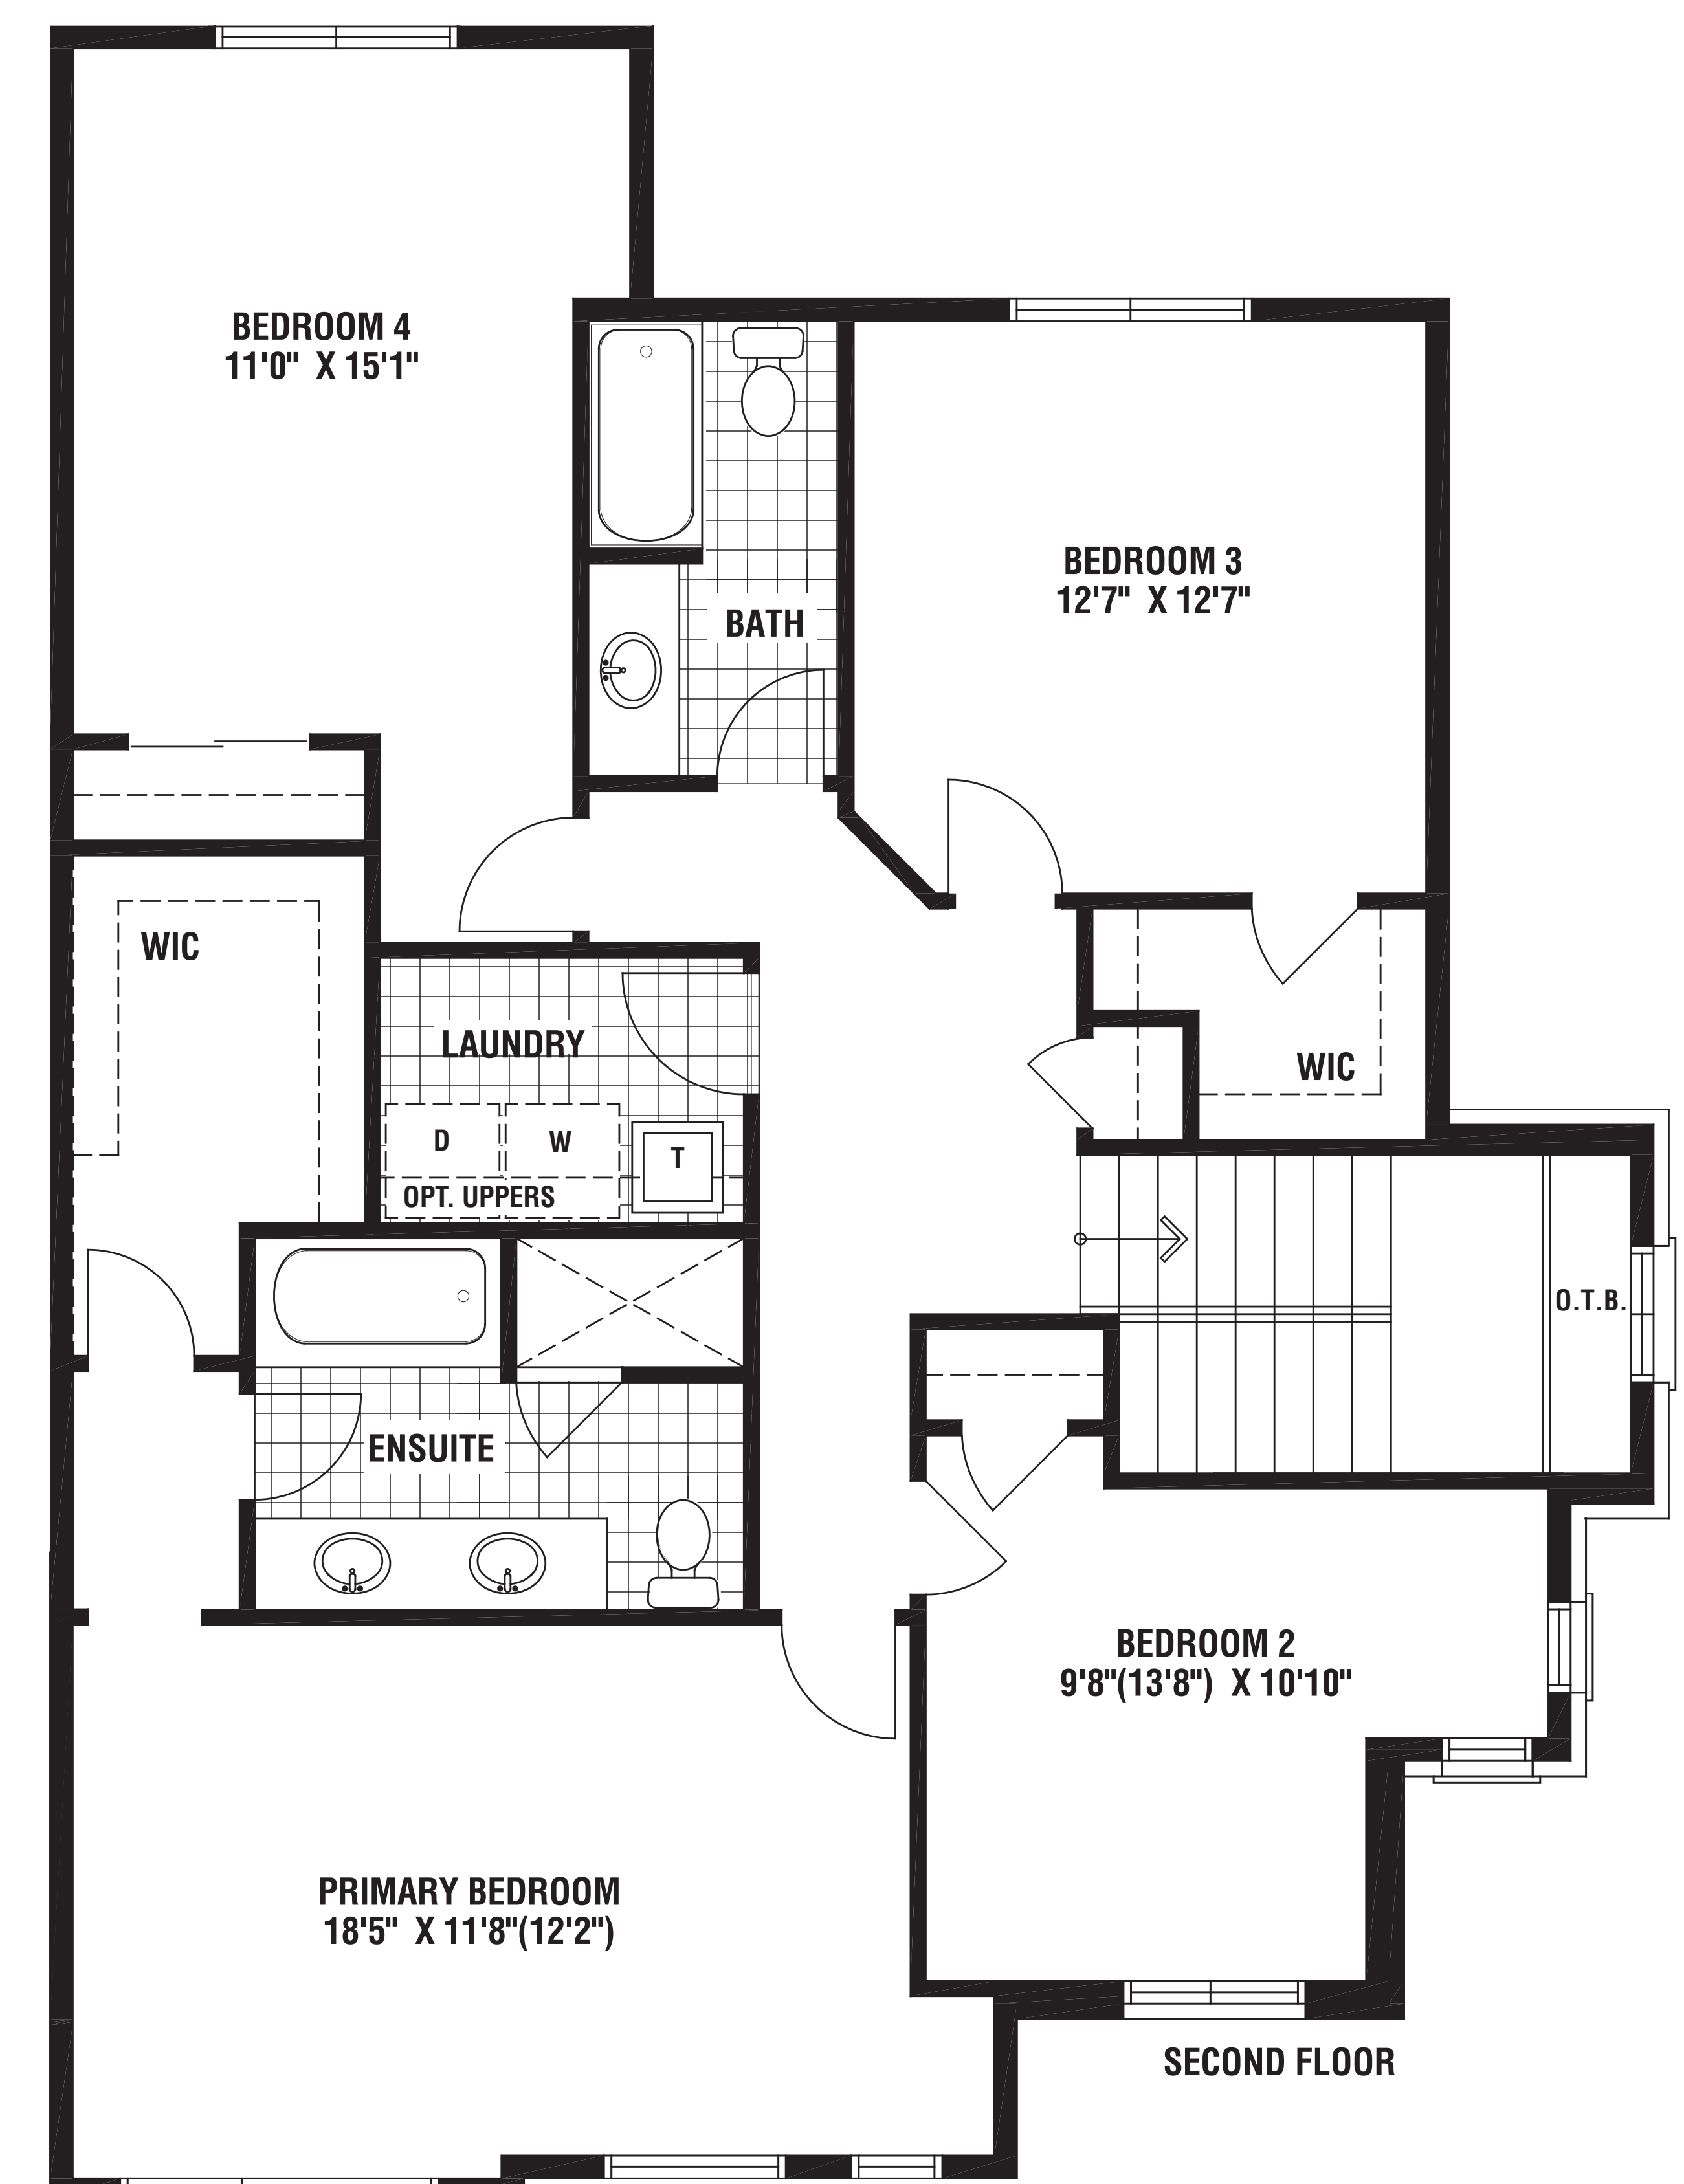 BEDROOM 4
11'0" X 15'1"
BEDROOM 3
12'7" X 12'7"
BATH
WIC
LAUNDRY
WIC
D
W
T
OPT. UPPERS
O.T.B.
ENSUITE
BEDROOM 2
9'8"(13'8") X 10'10"
PRIMARY BEDROOM
18'5" X 11'8"(12'2")
SECOND FLOOR